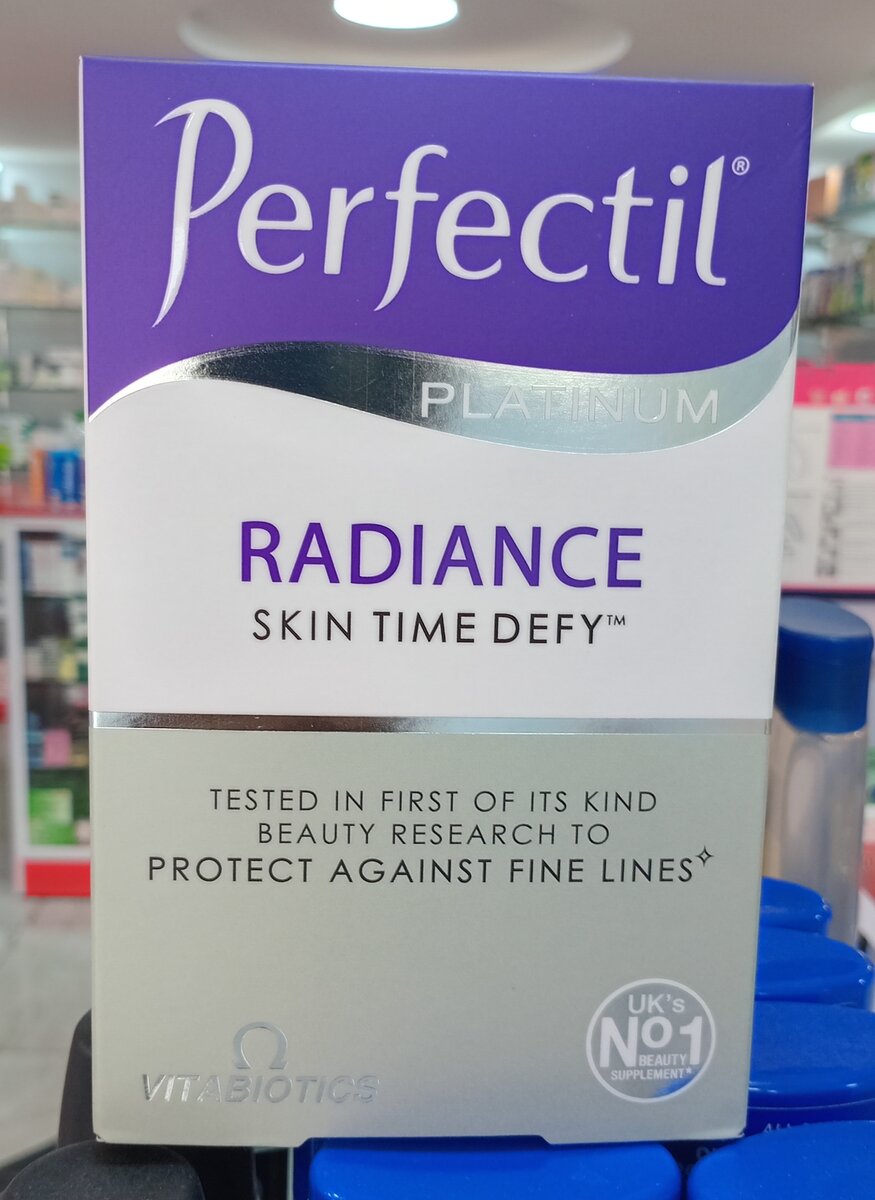 Perfectil®
PLATINUM
RADIANCE
SKIN TIME DEFY™
TESTED IN FIRST OF ITS KIND
BEAUTY RESEARCH TO
PROTECT AGAINST FINE LINES✧
VITABIOTICS
UK's
No1
BEAUTY
SUPPLEMENT*